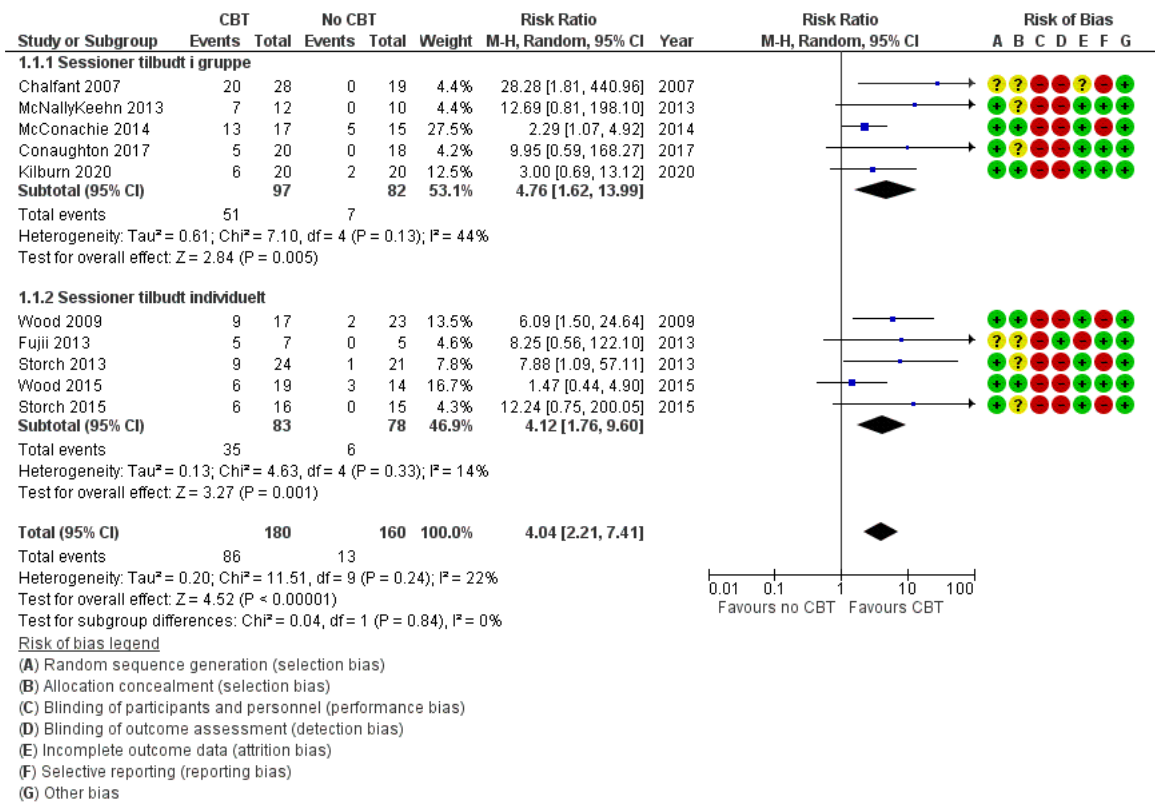 CBT No CBT Risk Ratio Risk Ratio Risk of Bias
Study or Subgroup Events Total Events Total Weight M-H, Random, 95% CI Year M-H, Random, 95% CI A B C D E F G
1.1.1 Sessioner tilbudt i gruppe
Chalfant 2007 20 28 0 19 4.4% 28.28 [1.81, 440.96] 2007 ? ? − − ? − +
McNallyKeehn 2013 7 12 0 10 4.4% 12.69 [0.81, 198.10] 2013 + ? − − + + +
McConachie 2014 13 17 5 15 27.5% 2.29 [1.07, 4.92] 2014 + + − − + − +
Conaughton 2017 5 20 0 18 4.2% 9.95 [0.59, 168.27] 2017 + ? − − + + +
Kilburn 2020 6 20 2 20 12.5% 3.00 [0.69, 13.12] 2020 + + − − + + +
Subtotal (95% CI) 97 82 53.1% 4.76 [1.62, 13.99]
Total events 51 7
Heterogeneity: Tau² = 0.61; Chi² = 7.10, df = 4 (P = 0.13); I² = 44%
Test for overall effect: Z = 2.84 (P = 0.005)
1.1.2 Sessioner tilbudt individuelt
Wood 2009 9 17 2 23 13.5% 6.09 [1.50, 24.64] 2009 + + − − + − +
Fujii 2013 5 7 0 5 4.6% 8.25 [0.56, 122.10] 2013 ? ? − + − + +
Storch 2013 9 24 1 21 7.8% 7.88 [1.09, 57.11] 2013 + ? − − + − +
Wood 2015 6 19 3 14 16.7% 1.47 [0.44, 4.90] 2015 + + − − + + +
Storch 2015 6 16 0 15 4.3% 12.24 [0.75, 200.05] 2015 + ? − − + − +
Subtotal (95% CI) 83 78 46.9% 4.12 [1.76, 9.60]
Total events 35 6
Heterogeneity: Tau² = 0.13; Chi² = 4.63, df = 4 (P = 0.33); I² = 14%
Test for overall effect: Z = 3.27 (P = 0.001)
Total (95% CI) 180 160 100.0% 4.04 [2.21, 7.41]
Total events 86 13
Heterogeneity: Tau² = 0.20; Chi² = 11.51, df = 9 (P = 0.24); I² = 22%
Test for overall effect: Z = 4.52 (P < 0.00001)
Test for subgroup differences: Chi² = 0.04, df = 1 (P = 0.84), I² = 0%
0.01 0.1 1 10 100
Favours no CBT Favours CBT
Risk of bias legend
(A) Random sequence generation (selection bias)
(B) Allocation concealment (selection bias)
(C) Blinding of participants and personnel (performance bias)
(D) Blinding of outcome assessment (detection bias)
(E) Incomplete outcome data (attrition bias)
(F) Selective reporting (reporting bias)
(G) Other bias